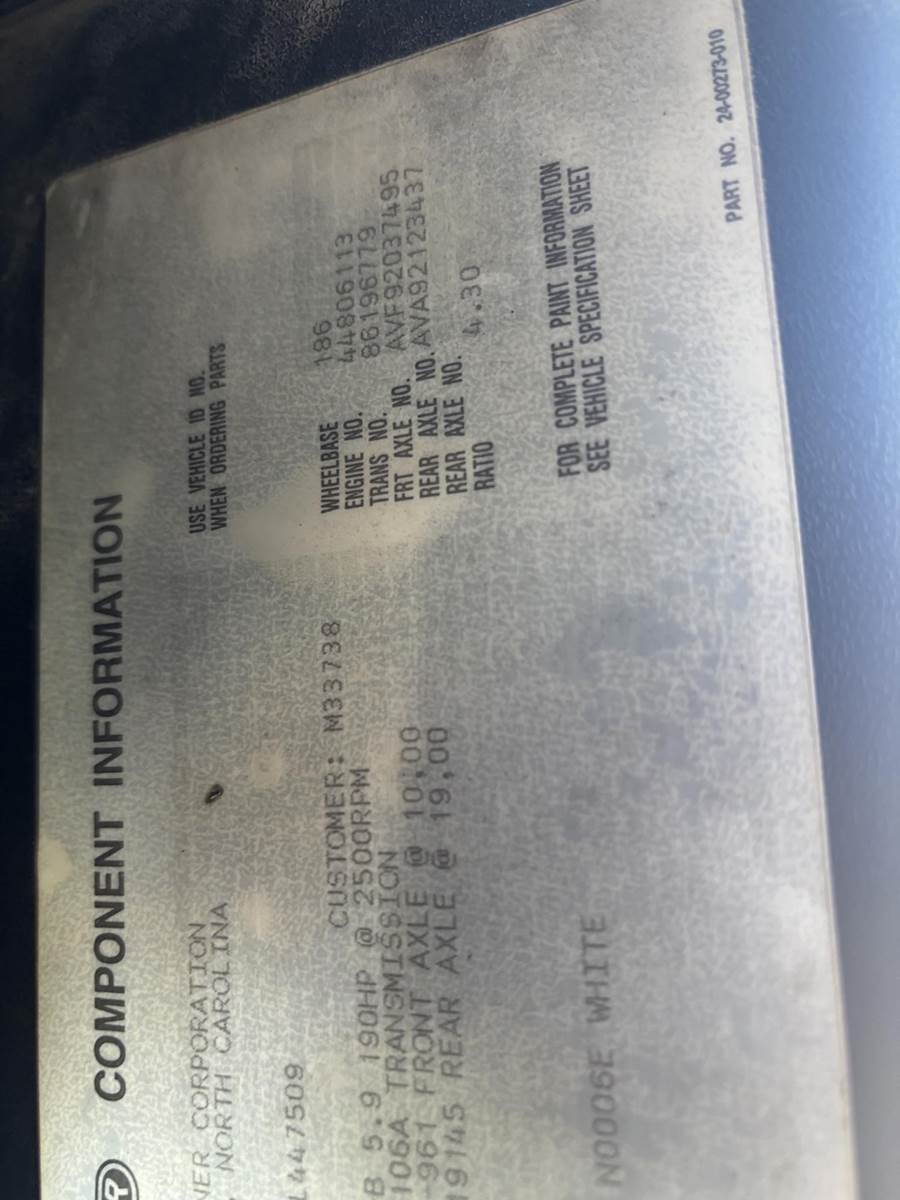 R COMPONENT INFORMATION
NER CORPORATION
NORTH CAROLINA
L447509
CUSTOMER: M33738
B 5.9 190HP @ 2500RPM
106A TRANSMISSION
-961 FRONT AXLE @ 10,00
19145 REAR AXLE @ 19,00
N0006E WHITE
USE VEHICLE ID NO.
WHEN ORDERING PARTS
WHEELBASE 186
ENGINE NO. 44806113
TRANS NO. 86196779
FRT AXLE NO. AVF92037495
REAR AXLE NO. AVA92123437
REAR AXLE NO.
RATIO 4.30
FOR COMPLETE PAINT INFORMATION
SEE VEHICLE SPECIFICATION SHEET
PART NO. 24-00273-010